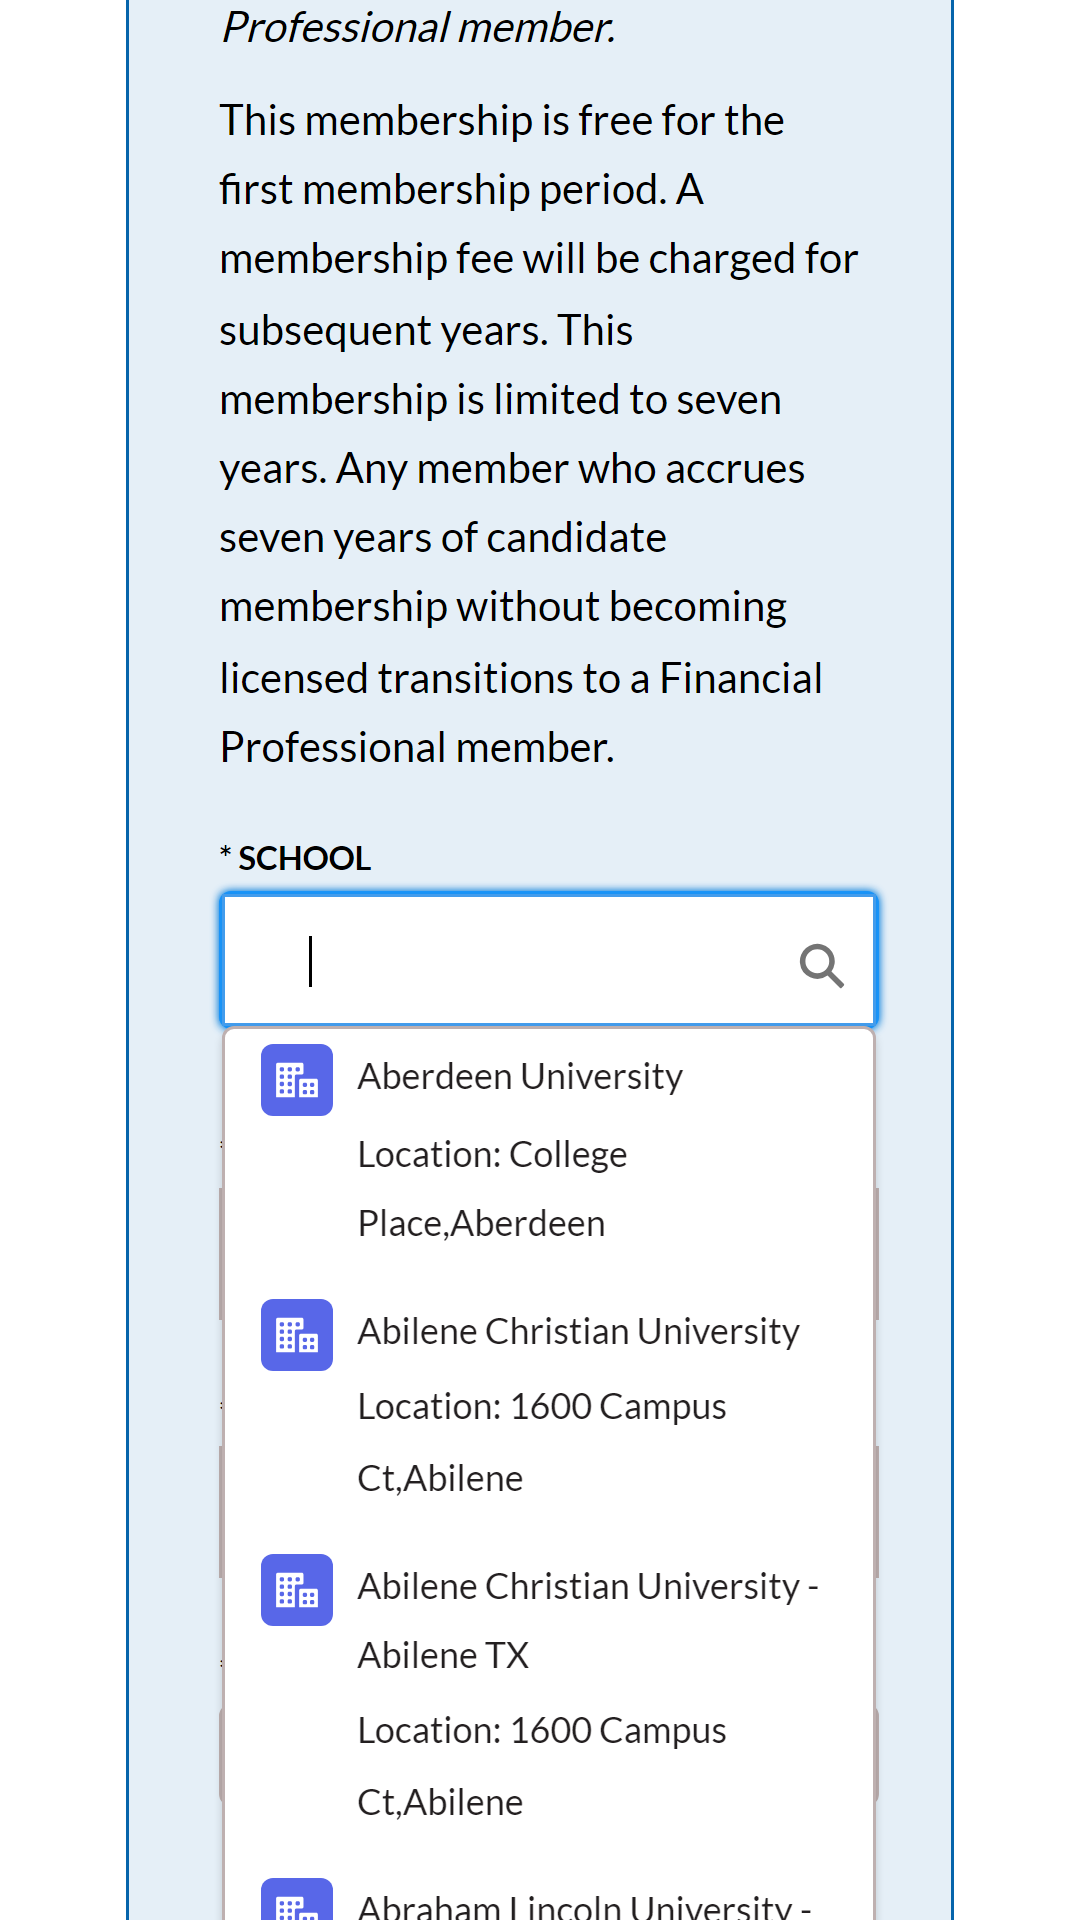 Professional member.
This membership is free for the
first membership period. A
membership fee will be charged for
subsequent years. This
membership is limited to seven
years. Any member who accrues
seven years of candidate
membership without becoming
licensed transitions to a Financial
Professional member.
* SCHOOL
Aberdeen University
Location: College
Place,Aberdeen
Abilene Christian University
Location: 1600 Campus
Ct,Abilene
Abilene Christian University -
Abilene TX
Location: 1600 Campus
Ct,Abilene
Abraham Lincoln University -